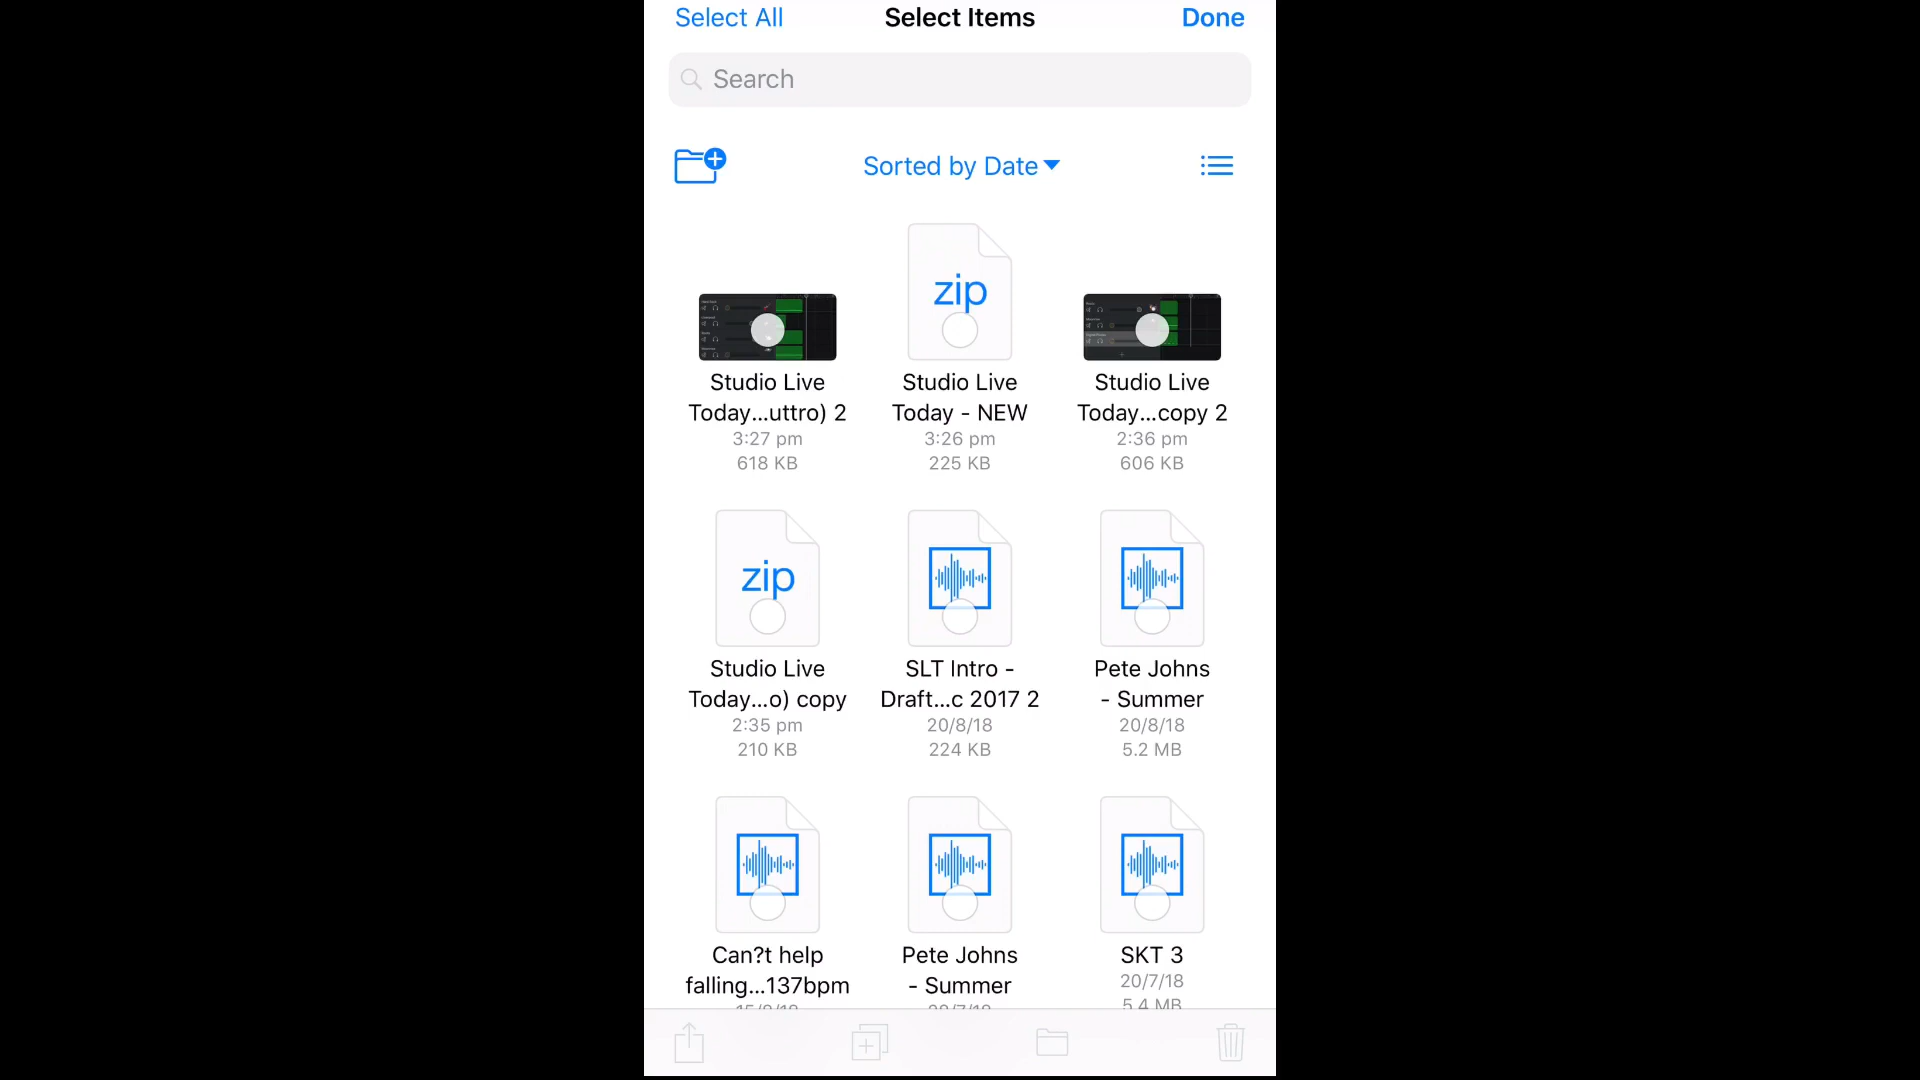 Select All
Select Items
Done
Search
Sorted by Date
zip
Studio Live
Today...uttro) 2
3:27 pm
618 KB
Studio Live
Today - NEW
3:26 pm
225 KB
Studio Live
Today...copy 2
2:36 pm
606 KB
zip
Studio Live
Today...o) copy
2:35 pm
210 KB
SLT Intro -
Draft...c 2017 2
20/8/18
224 KB
Pete Johns
- Summer
20/8/18
5.2 MB
Can?t help
falling...137bpm
Pete Johns
- Summer
SKT 3
20/7/18
5.4 MB